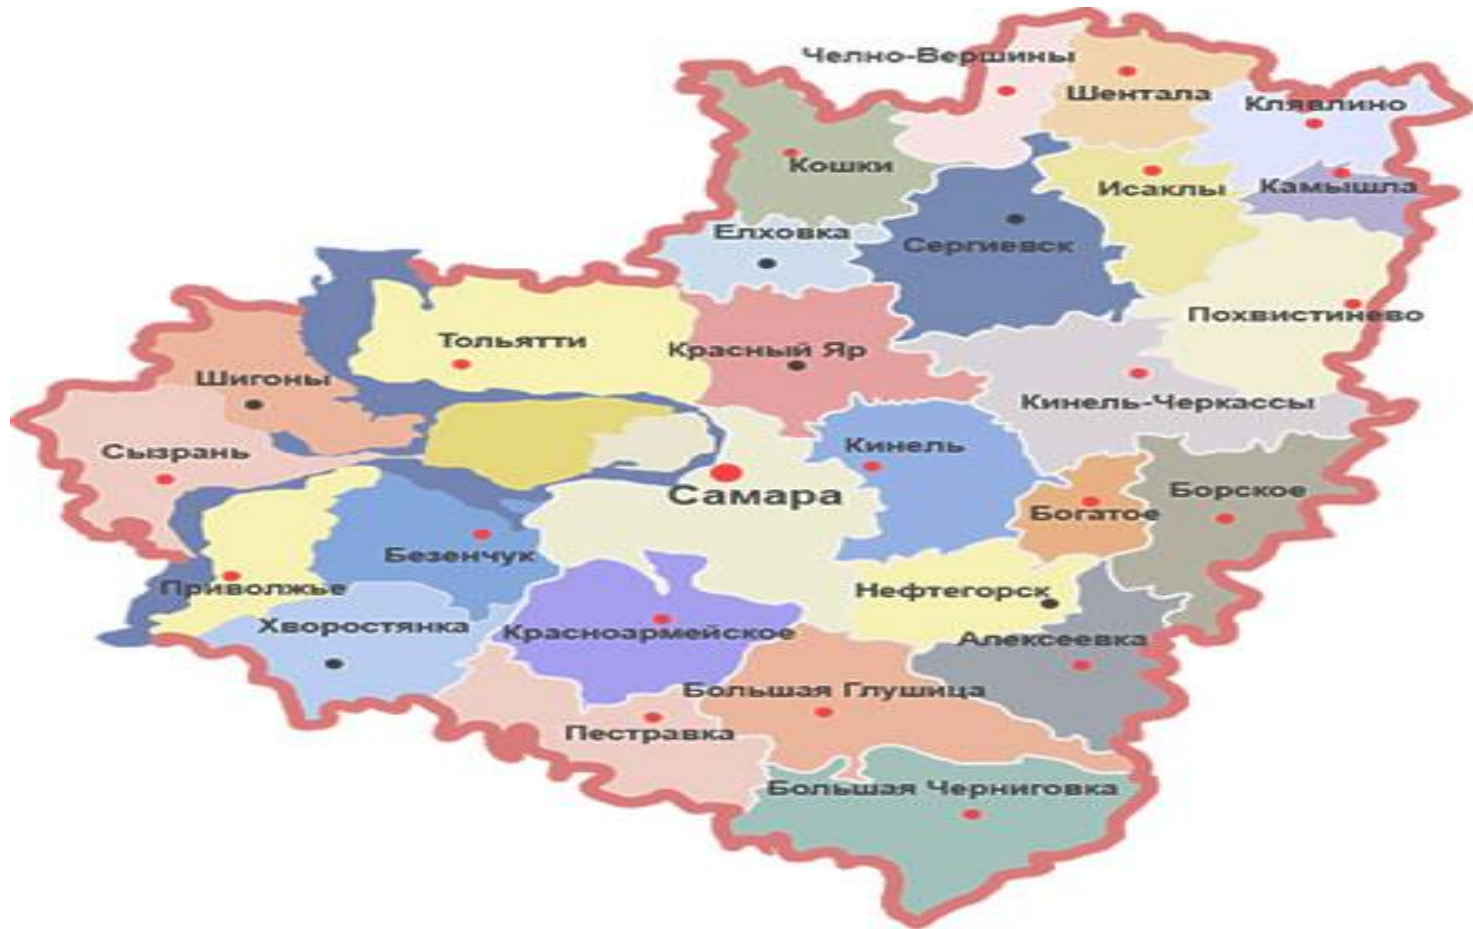 Челно-Вершины
Шентала
Клявлино
Кошки
Исаклы
Камышла
Елховка
Сергиевск
Похвистинево
Тольятти
Красный Яр
Шигоны
Кинель-Черкассы
Сызрань
Кинель
Самара
Борское
Богатое
Безенчук
Приволжье
Нефтегорск
Хворостянка
Красноармейское
Алексеевка
Большая Глушица
Пестравка
Большая Черниговка